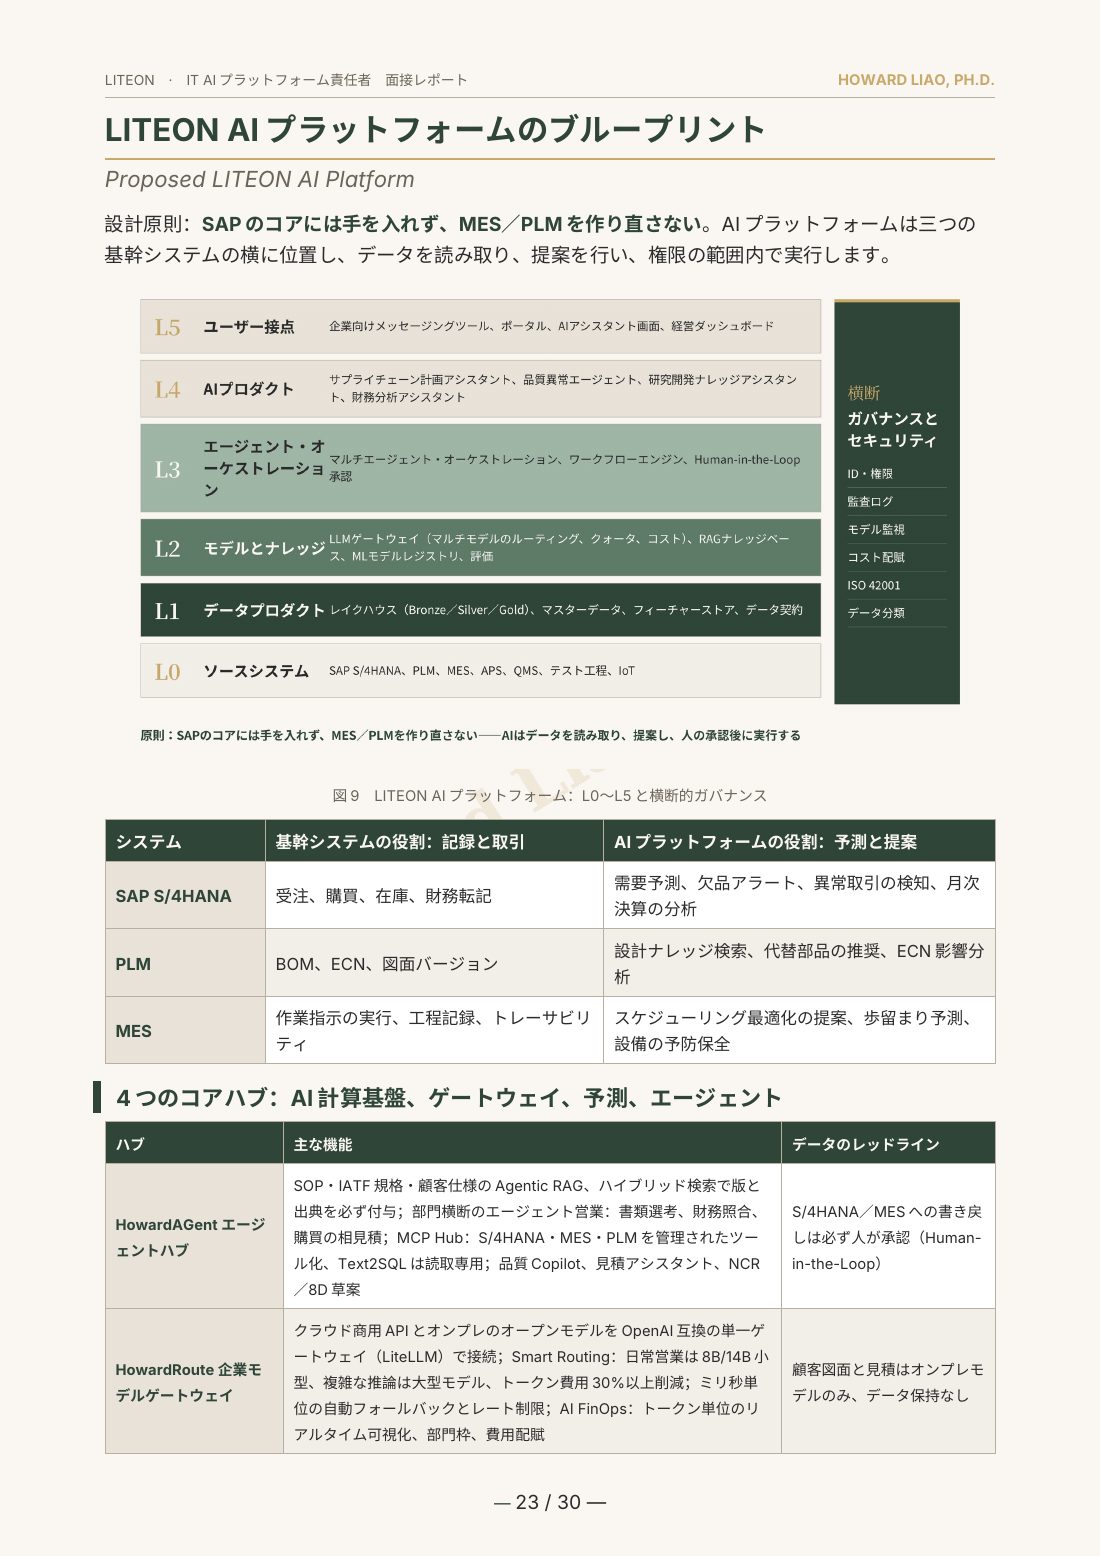 LITEON · IT AI プラットフォーム責任者　面接レポート
HOWARD LIAO, PH.D.
LITEON AI プラットフォームのブループリント
Proposed LITEON AI Platform
設計原則：SAP のコアには手を入れず、MES／PLM を作り直さない。AI プラットフォームは三つの
基幹システムの横に位置し、データを読み取り、提案を行い、権限の範囲内で実行します。
L5
ユーザー接点
企業向けメッセージングツール、ポータル、AIアシスタント画面、経営ダッシュボード
L4
AIプロダクト
サプライチェーン計画アシスタント、品質異常エージェント、研究開発ナレッジアシスタン
ト、財務分析アシスタント
L3
エージェント・オ
ーケストレーショ
ン
マルチエージェント・オーケストレーション、ワークフローエンジン、Human-in-the-Loop
承認
L2
モデルとナレッジ
LLMゲートウェイ（マルチモデルのルーティング、クォータ、コスト）、RAGナレッジベー
ス、MLモデルレジストリ、評価
L1
データプロダクト
レイクハウス（Bronze／Silver／Gold）、マスターデータ、フィーチャーストア、データ契約
L0
ソースシステム
SAP S/4HANA、PLM、MES、APS、QMS、テスト工程、IoT
横断
ガバナンスと
セキュリティ
ID・権限
監査ログ
モデル監視
コスト配賦
ISO 42001
データ分類
原則：SAPのコアには手を入れず、MES／PLMを作り直さない——AIはデータを読み取り、提案し、人の承認後に実行する
図 9　LITEON AI プラットフォーム：L0〜L5 と横断的ガバナンス
システム
基幹システムの役割：記録と取引
AI プラットフォームの役割：予測と提案
SAP S/4HANA
受注、購買、在庫、財務転記
需要予測、欠品アラート、異常取引の検知、月次
決算の分析
PLM
BOM、ECN、図面バージョン
設計ナレッジ検索、代替部品の推奨、ECN 影響分
析
MES
作業指示の実行、工程記録、トレーサビリ
ティ
スケジューリング最適化の提案、歩留まり予測、
設備の予防保全
4 つのコアハブ：AI 計算基盤、ゲートウェイ、予測、エージェント
ハブ
主な機能
データのレッドライン
HowardAGent エージ
ェントハブ
SOP・IATF 規格・顧客仕様の Agentic RAG、ハイブリッド検索で版と
出典を必ず付与；部門横断のエージェント営業：書類選考、財務照合、
購買の相見積；MCP Hub：S/4HANA・MES・PLM を管理されたツー
ル化、Text2SQL は読取専用；品質 Copilot、見積アシスタント、NCR
／8D 草案
S/4HANA／MES への書き戻
しは必ず人が承認（Human-
in-the-Loop）
HowardRoute 企業モ
デルゲートウェイ
クラウド商用 API とオンプレのオープンモデルを OpenAI 互換の単一ゲ
ートウェイ（LiteLLM）で接続；Smart Routing：日常営業は 8B/14B 小
型、複雑な推論は大型モデル、トークン費用 30%以上削減；ミリ秒単
位の自動フォールバックとレート制限；AI FinOps：トークン単位のリ
アルタイム可視化、部門枠、費用配賦
顧客図面と見積はオンプレモ
デルのみ、データ保持なし
— 23 / 30 —